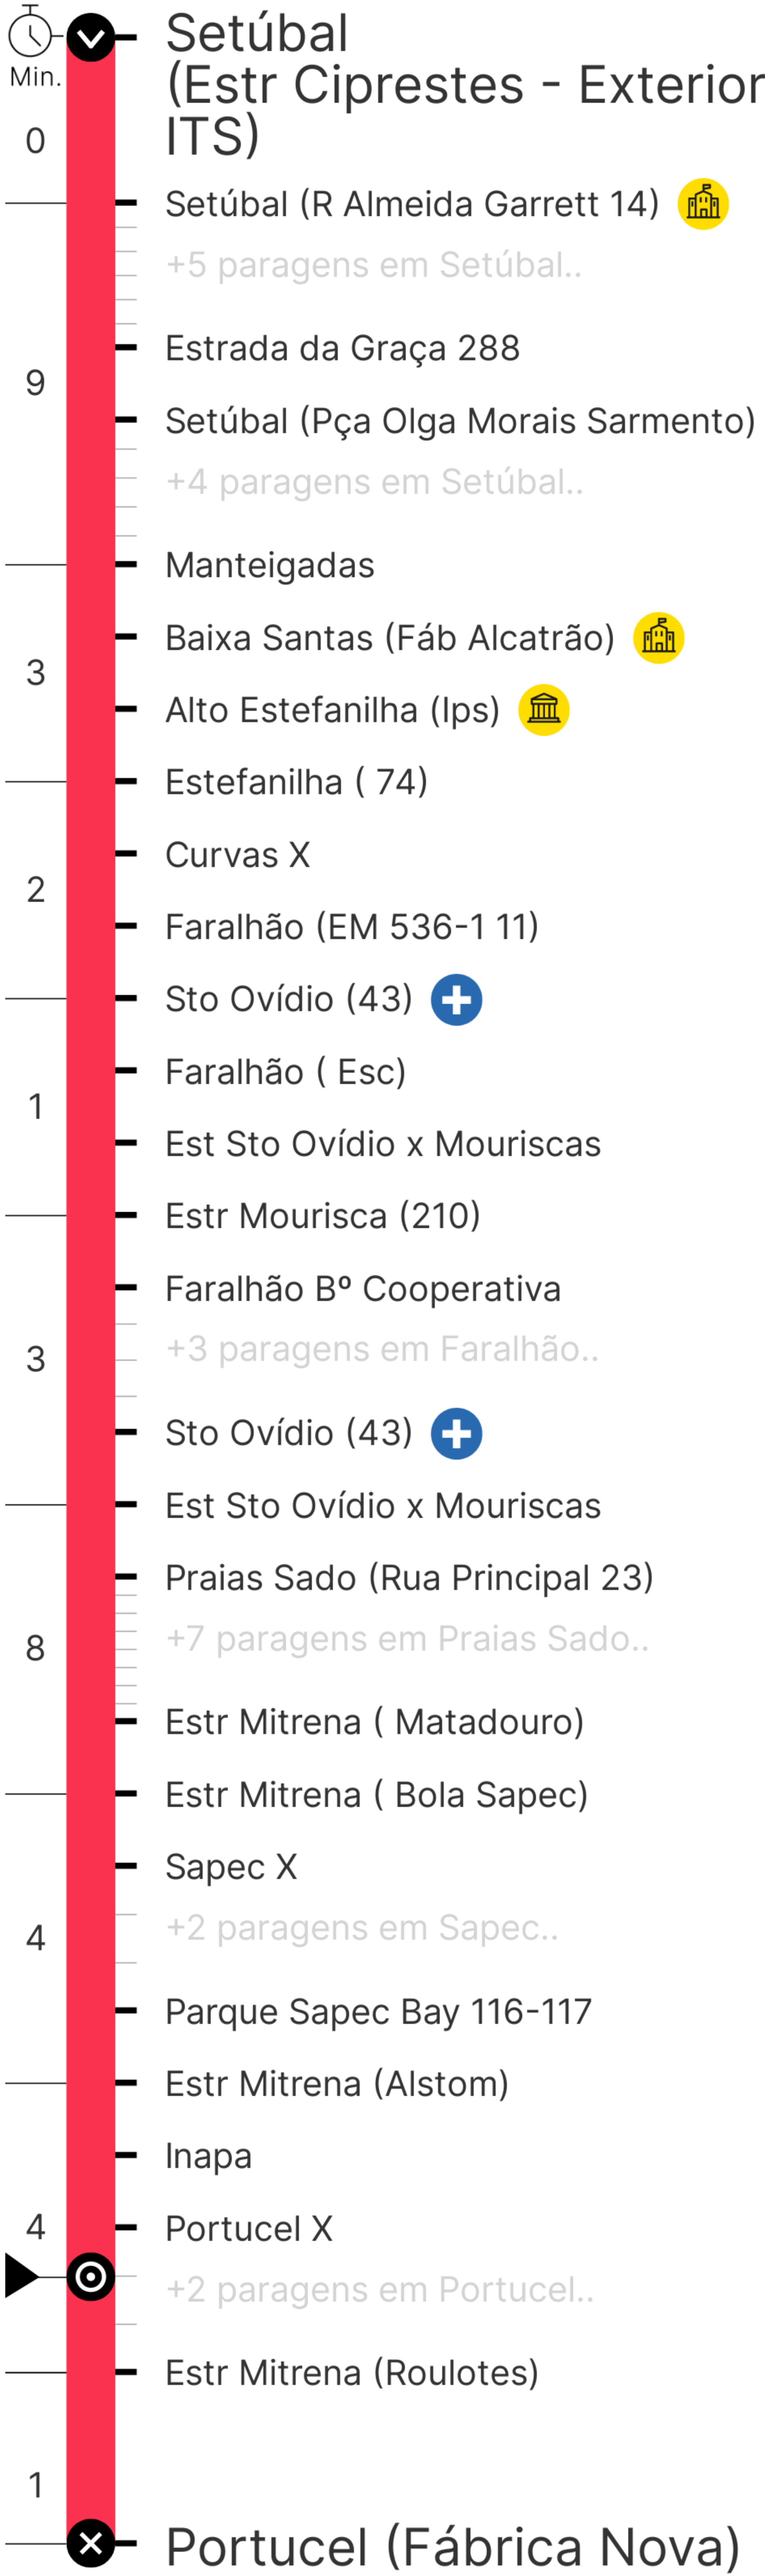 Setúbal
(Estr Ciprestes - Exterior
ITS)
Min.
0
Setúbal (R Almeida Garrett 14)
+5 paragens em Setúbal..
Estrada da Graça 288
9
Setúbal (Pça Olga Morais Sarmento)
+4 paragens em Setúbal..
Manteigadas
Baixa Santas (Fáb Alcatrão)
3
Alto Estefanilha (Ips)
Estefanilha ( 74)
Curvas X
2
Faralhão (EM 536-1 11)
Sto Ovídio (43)
Faralhão ( Esc)
1
Est Sto Ovídio x Mouriscas
Estr Mourisca (210)
Faralhão Bº Cooperativa
+3 paragens em Faralhão..
3
Sto Ovídio (43)
Est Sto Ovídio x Mouriscas
Praias Sado (Rua Principal 23)
+7 paragens em Praias Sado..
8
Estr Mitrena ( Matadouro)
Estr Mitrena ( Bola Sapec)
Sapec X
+2 paragens em Sapec..
4
Parque Sapec Bay 116-117
Estr Mitrena (Alstom)
Inapa
4
Portucel X
+2 paragens em Portucel..
Estr Mitrena (Roulotes)
1
Portucel (Fábrica Nova)